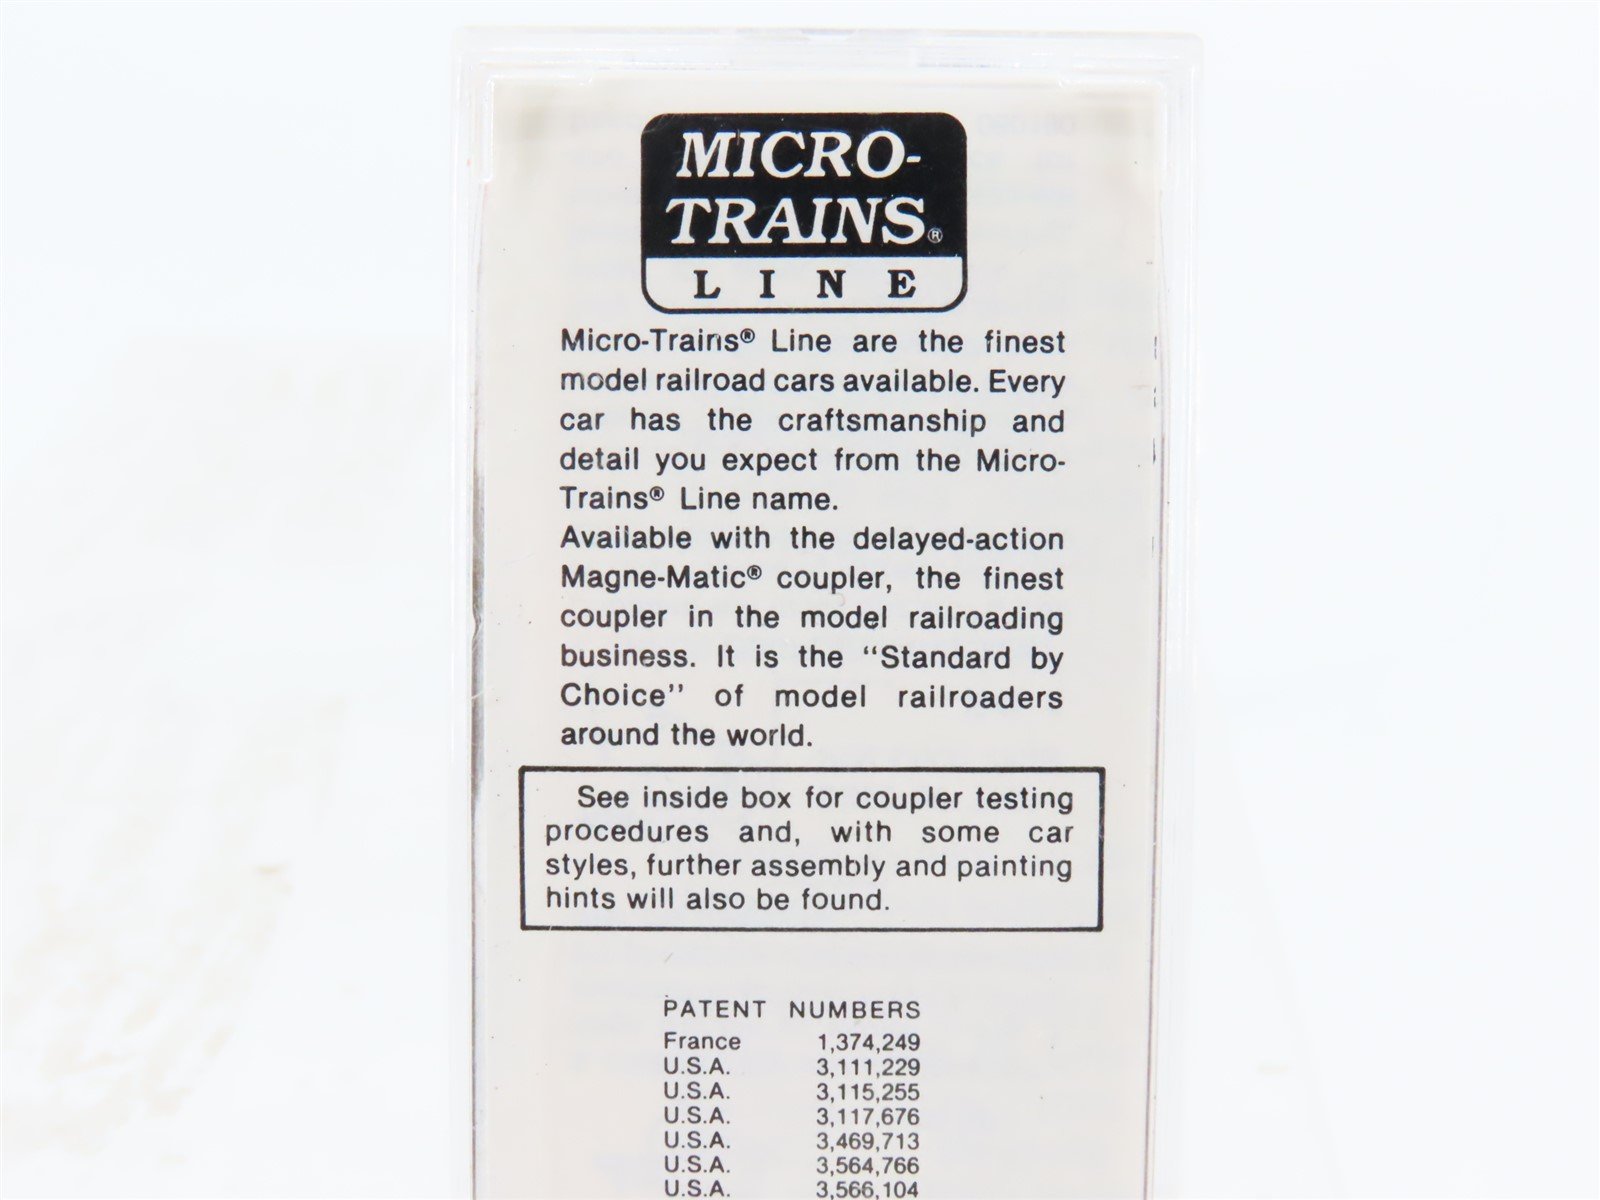 MICRO-
TRAINS®
LINE
Micro-Trains® Line are the finest
model railroad cars available. Every
car has the craftsmanship and
detail you expect from the Micro-
Trains® Line name.
Available with the delayed-action
Magne-Matic® coupler, the finest
coupler in the model railroading
business. It is the "Standard by
Choice" of model railroaders
around the world.
See inside box for coupler testing
procedures and, with some car
styles, further assembly and painting
hints will also be found.
PATENT NUMBERS
France 1,374,249
U.S.A. 3,111,229
U.S.A. 3,115,255
U.S.A. 3,117,676
U.S.A. 3,469,713
U.S.A. 3,564,766
U.S.A. 3,566,104